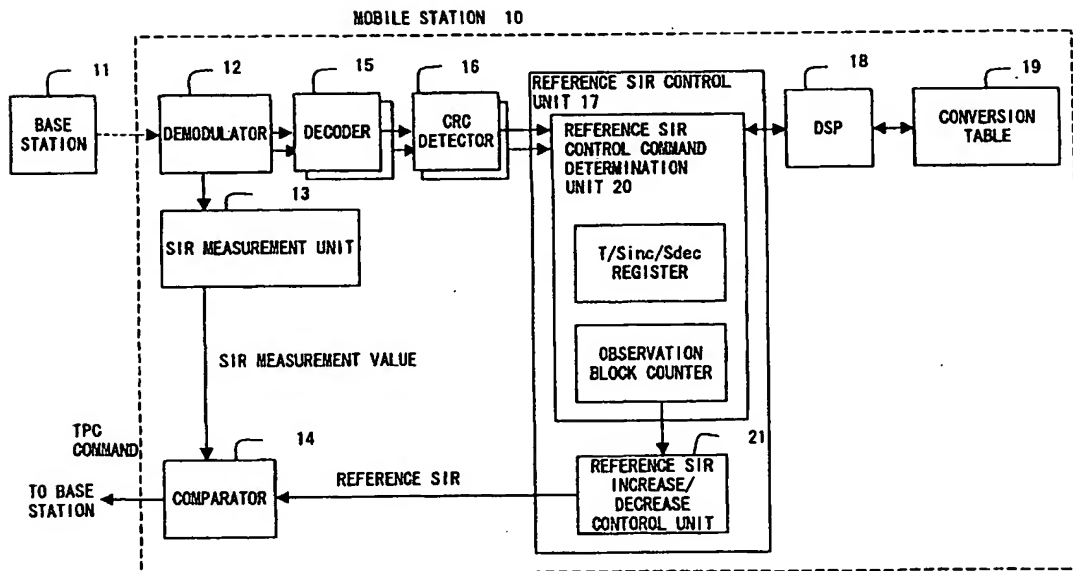 MOBILE STATION 10
11
12
15
16
18
19
BASE
STATION
DEMODULATOR
DECODER
CRC
DETECTOR
REFERENCE SIR CONTROL
UNIT 17
REFERENCE SIR
CONTROL COMMAND
DETERMINATION
UNIT 20
DSP
CONVERSION
TABLE
13
SIR MEASUREMENT UNIT
T/Sinc/Sdec
REGISTER
OBSERVATION
BLOCK COUNTER
SIR MEASUREMENT VALUE
TPC
COMMAND
14
21
TO BASE
STATION
COMPARATOR
REFERENCE SIR
REFERENCE SIR
INCREASE/
DECREASE
CONTOROL UNIT